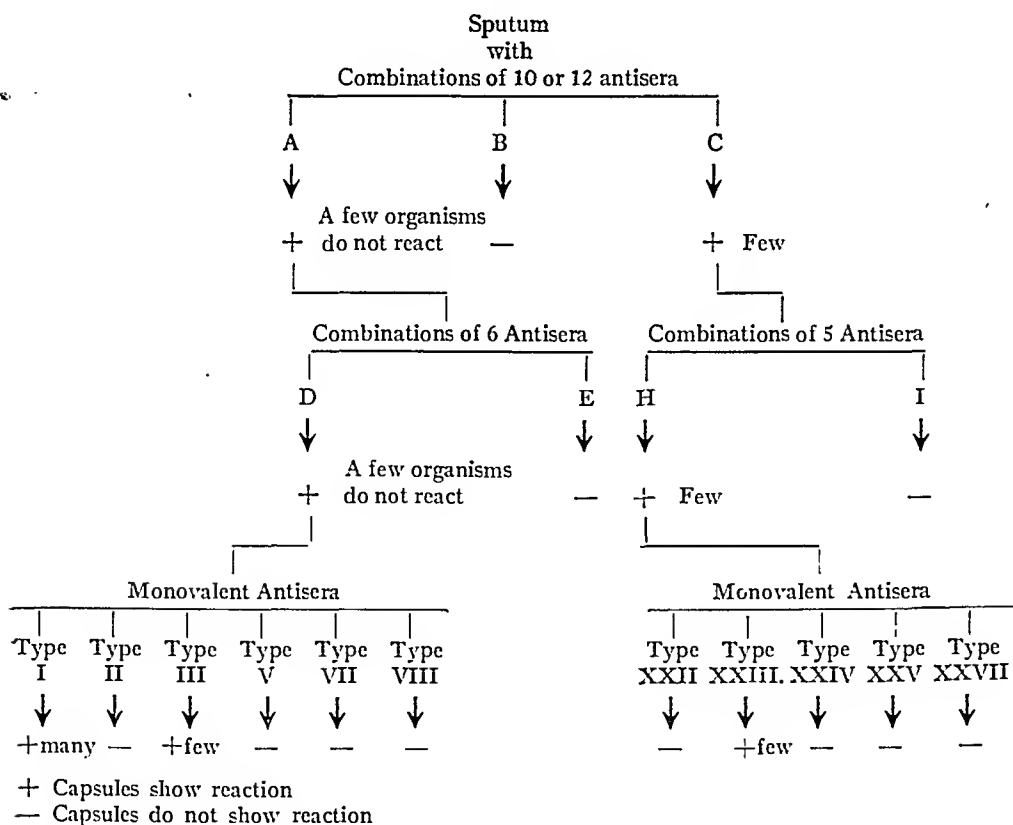 Sputum
with
Combinations of 10 or 12 antisera
A B C
A few organisms
+ do not react — + Few
Combinations of 6 Antisera Combinations of 5 Antisera
D E H I
A few organisms
+ do not react — + Few —
Monovalent Antisera Monovalent Antisera
Type Type Type Type Type Type Type Type Type Type Type
I II III V VII VIII XXII XXIII. XXIV XXV XXVII
+many — +few — — — — +few — — —
+ Capsules show reaction
— Capsules do not show reaction